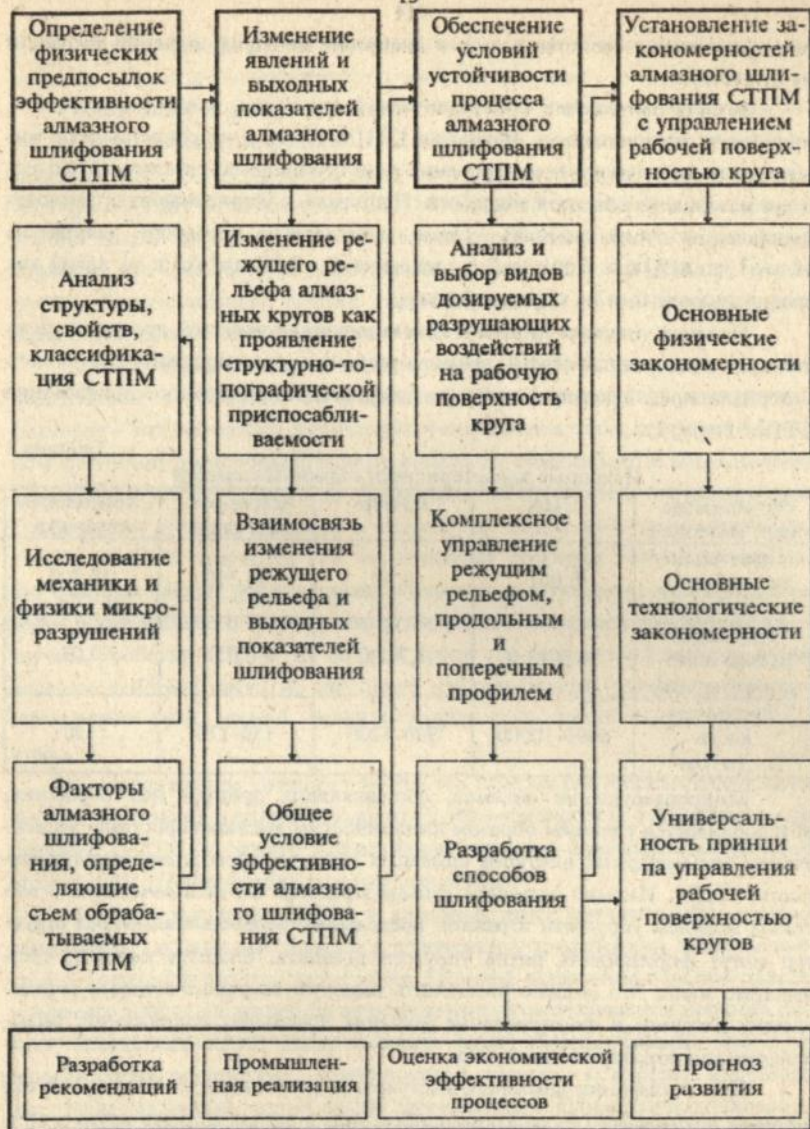 Определение
физических
предпосылок
эффективности
алмазного
шлифования
СТПМ
Изменение
явлений и
выходных
показателей
алмазного
шлифования
Обеспечение
условий
устойчивости
процесса
алмазного
шлифования
СТПМ
Установление за-
кономерностей
алмазного шли-
фования СТПМ
с управлением
рабочей поверх-
ностью круга
Анализ
структуры,
свойств,
классифика-
ция СТПМ
Изменение ре-
жущего ре-
льефа алмаз-
ных кругов как
проявление
структурно-то-
пографической
приспосабли-
ваемости
Анализ и
выбор видов
дозируемых
разрушающих
воздействий
на рабочую
поверхность
круга
Основные
физические
закономерности
Исследование
механики и
физики микро-
разрушений
Взаимосвязь
изменения
режущего
рельефа и
выходных
показателей
шлифования
Комплексное
управление
режущим
рельефом,
продольным
и
поперечным
профилем
Основные
технологические
закономерности
Факторы
алмазного
шлифова-
ния, опреде-
ляющие
съем обраба-
тываемых
СТПМ
Общее
условие
эффективно-
сти алмазно-
го шлифова-
ния СТПМ
Разработка
способов
шлифования
Универсаль-
ность принци
па управления
рабочей
поверхностью
кругов
Разработка
рекомендаций
Промышлен-
ная реализация
Оценка экономической
эффективности
процессов
Прогноз
развития